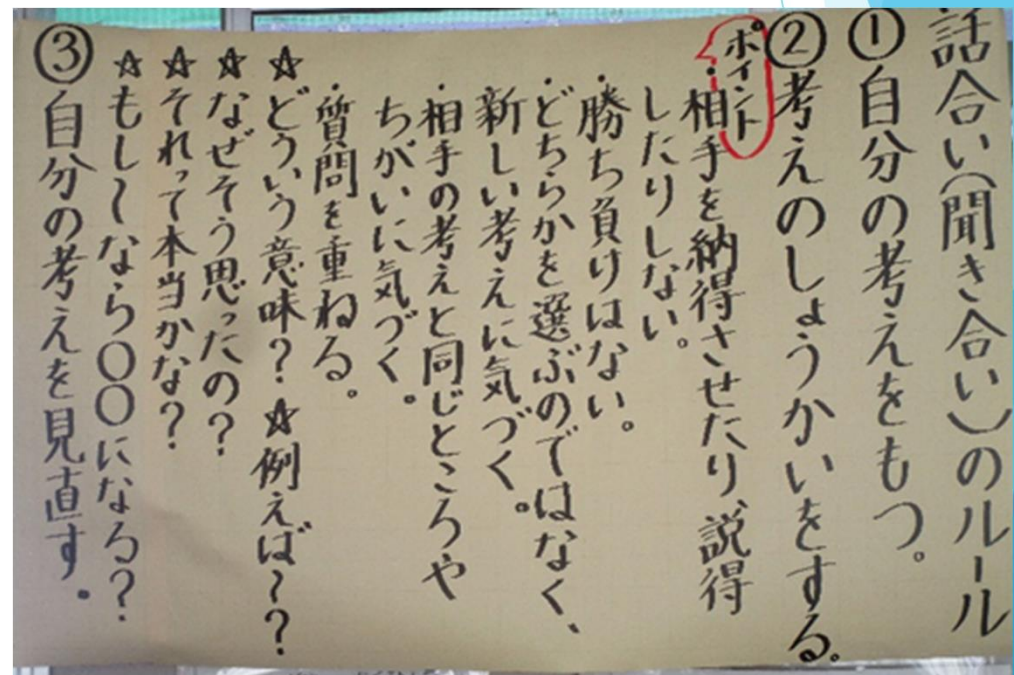 話合い(聞き合い)のルール
①自分の考えをもつ。
②考えのしょうかいをする。
ポイント
・相手を納得させたり、説得
したりしない。
・勝ち負けはない。
・どちらかを選ぶのではなく、
新しい考えに気づく。
・相手の考えと同じところや
ちがいに気づく。
・質問を重ねる。
☆どういう意味?☆例えば~?
☆なぜそう思ったの?
☆それって本当かな?
☆もし~なら〇〇になる?
③自分の考えを見直す。